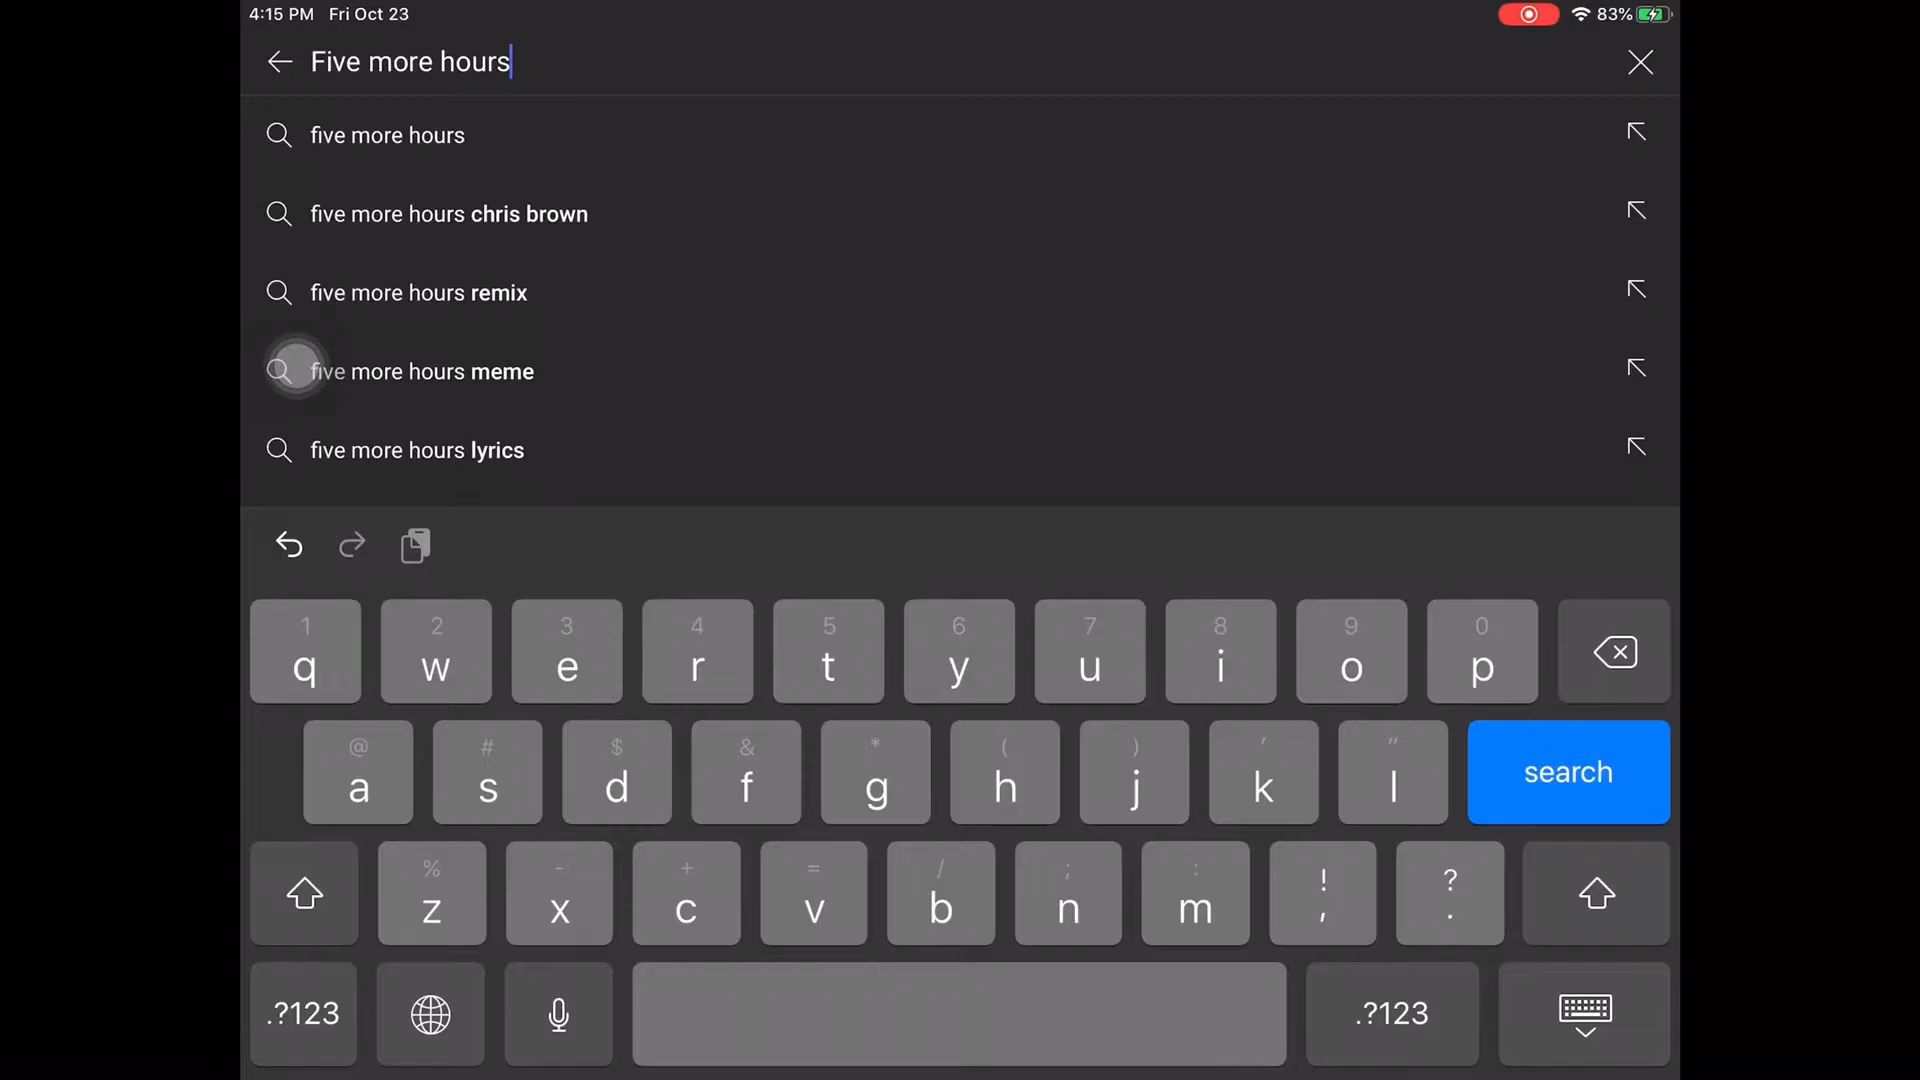 4:15 PM Fri Oct 23 83%
Five more hours
five more hours
five more hours chris brown
five more hours remix
five more hours meme
five more hours lyrics
1 2 3 4 5 6 7 8 9 0
q w e r t y u i o p
@ # $ & * ( ) ' "
a s d f g h j k l search
% - + = / ; : ! ?
z x c v b n m , .
.?123 .?123